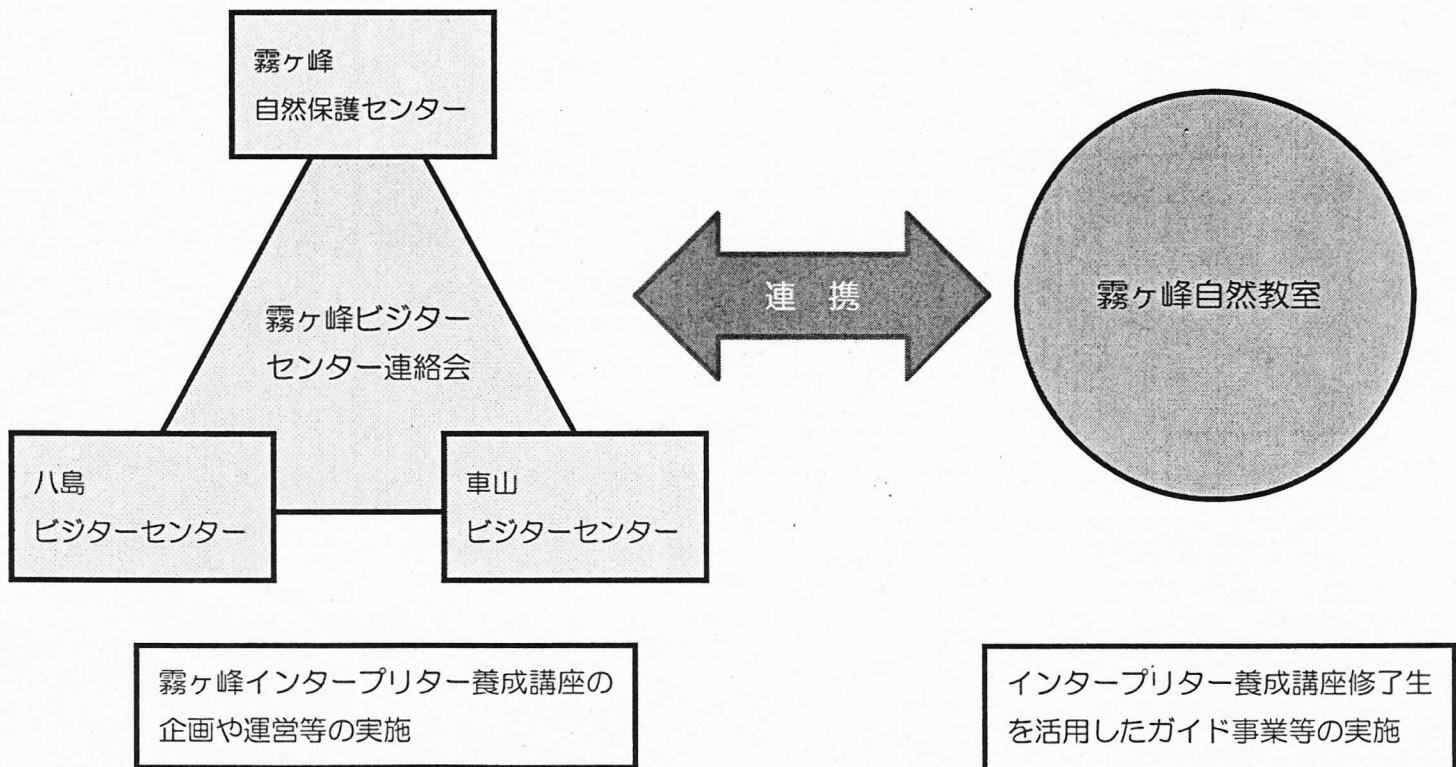 霧ヶ峰
自然保護センター
霧ヶ峰ビジター
センター連絡会
八島
ビジターセンター
車山
ビジターセンター
連 携
霧ヶ峰自然教室
霧ヶ峰インタープリター養成講座の
企画や運営等の実施
インタープリター養成講座修了生
を活用したガイド事業等の実施